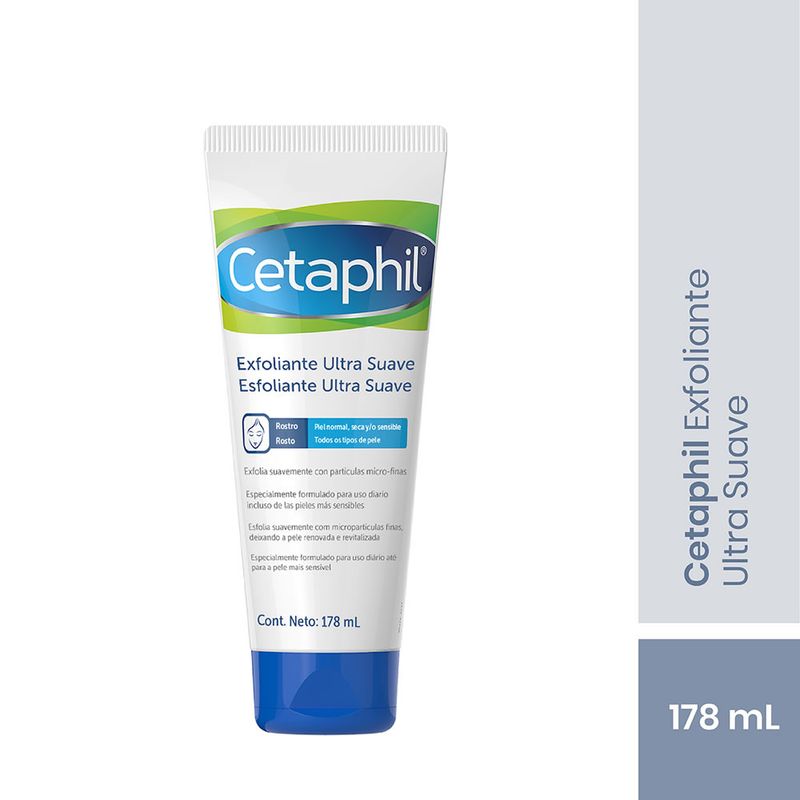 Cetaphil®
Exfoliante Ultra Suave
Esfoliante Ultra Suave
Rostro
Rosto
Piel normal, seca y/o sensible
Todos os tipos de pele
Exfolia suavemente con partículas micro-finas
Especialmente formulado para uso diario
incluso de las pieles más sensibles
Esfolia suavemente com micropartículas finas,
deixando a pele renovada e revitalizada
Especialmente formulado para uso diário até
para a pele mais sensível
Cont. Neto: 178 mL
Cetaphil Exfoliante
Ultra Suave
178 mL